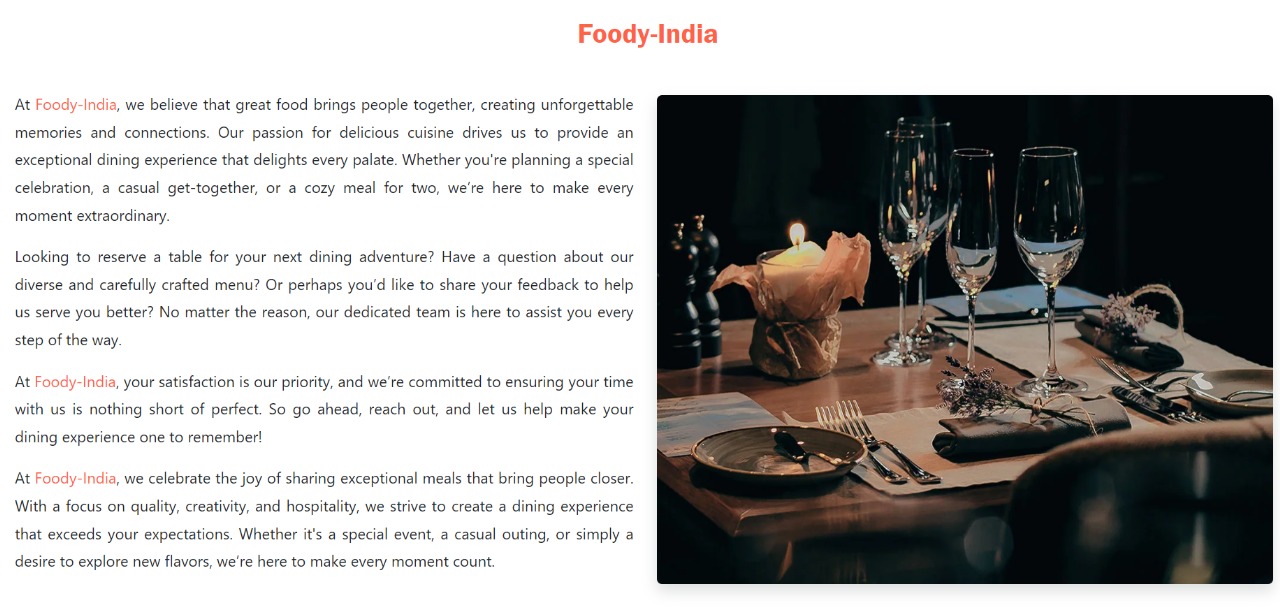 Foody-India
At Foody-India, we believe that great food brings people together, creating unforgettable
memories and connections. Our passion for delicious cuisine drives us to provide an
exceptional dining experience that delights every palate. Whether you're planning a special
celebration, a casual get-together, or a cozy meal for two, we’re here to make every
moment extraordinary.
Looking to reserve a table for your next dining adventure? Have a question about our
diverse and carefully crafted menu? Or perhaps you’d like to share your feedback to help
us serve you better? No matter the reason, our dedicated team is here to assist you every
step of the way.
At Foody-India, your satisfaction is our priority, and we’re committed to ensuring your time
with us is nothing short of perfect. So go ahead, reach out, and let us help make your
dining experience one to remember!
At Foody-India, we celebrate the joy of sharing exceptional meals that bring people closer.
With a focus on quality, creativity, and hospitality, we strive to create a dining experience
that exceeds your expectations. Whether it's a special event, a casual outing, or simply a
desire to explore new flavors, we’re here to make every moment count.